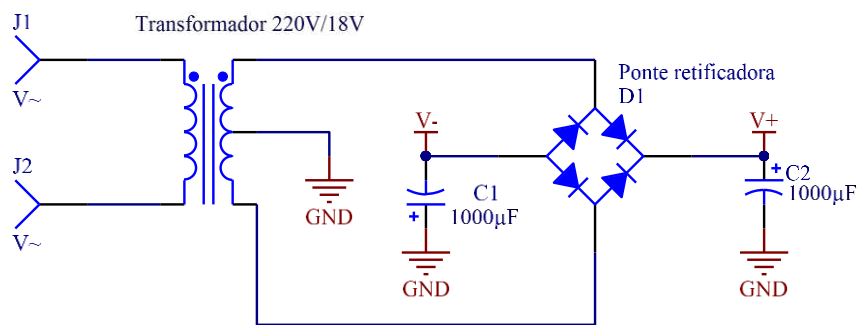 J1
Transformador 220V/18V
V~
J2
V~
GND
V-
C1
1000µF
+
GND
Ponte retificadora
D1
V+
+
C2
1000µF
GND